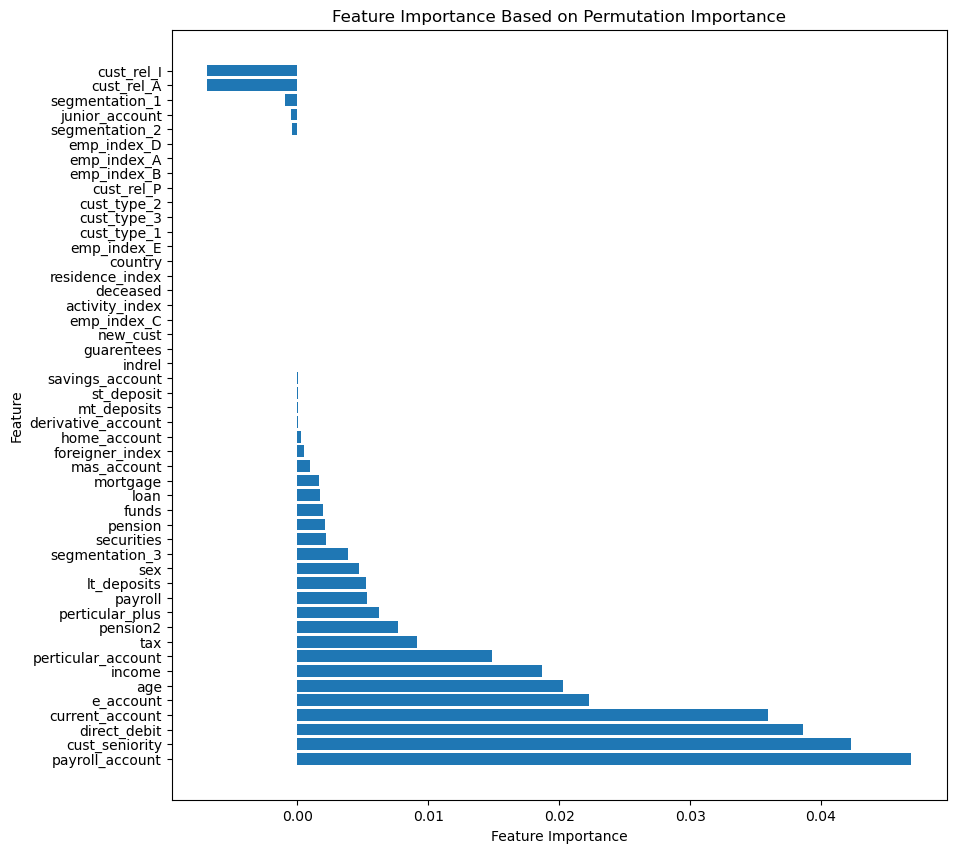 Feature Importance Based on Permutation Importance
cust_rel_I
cust_rel_A
segmentation_1
junior_account
segmentation_2
emp_index_D
emp_index_A
emp_index_B
cust_rel_P
cust_type_2
cust_type_3
cust_type_1
emp_index_E
country
residence_index
deceased
activity_index
emp_index_C
new_cust
guarentees
indrel
savings_account
st_deposit
mt_deposits
derivative_account
home_account
foreigner_index
mas_account
mortgage
loan
funds
pension
securities
segmentation_3
sex
lt_deposits
payroll
perticular_plus
pension2
tax
perticular_account
income
age
e_account
current_account
direct_debit
cust_seniority
payroll_account
Feature
0.00 0.01 0.02 0.03 0.04
Feature Importance